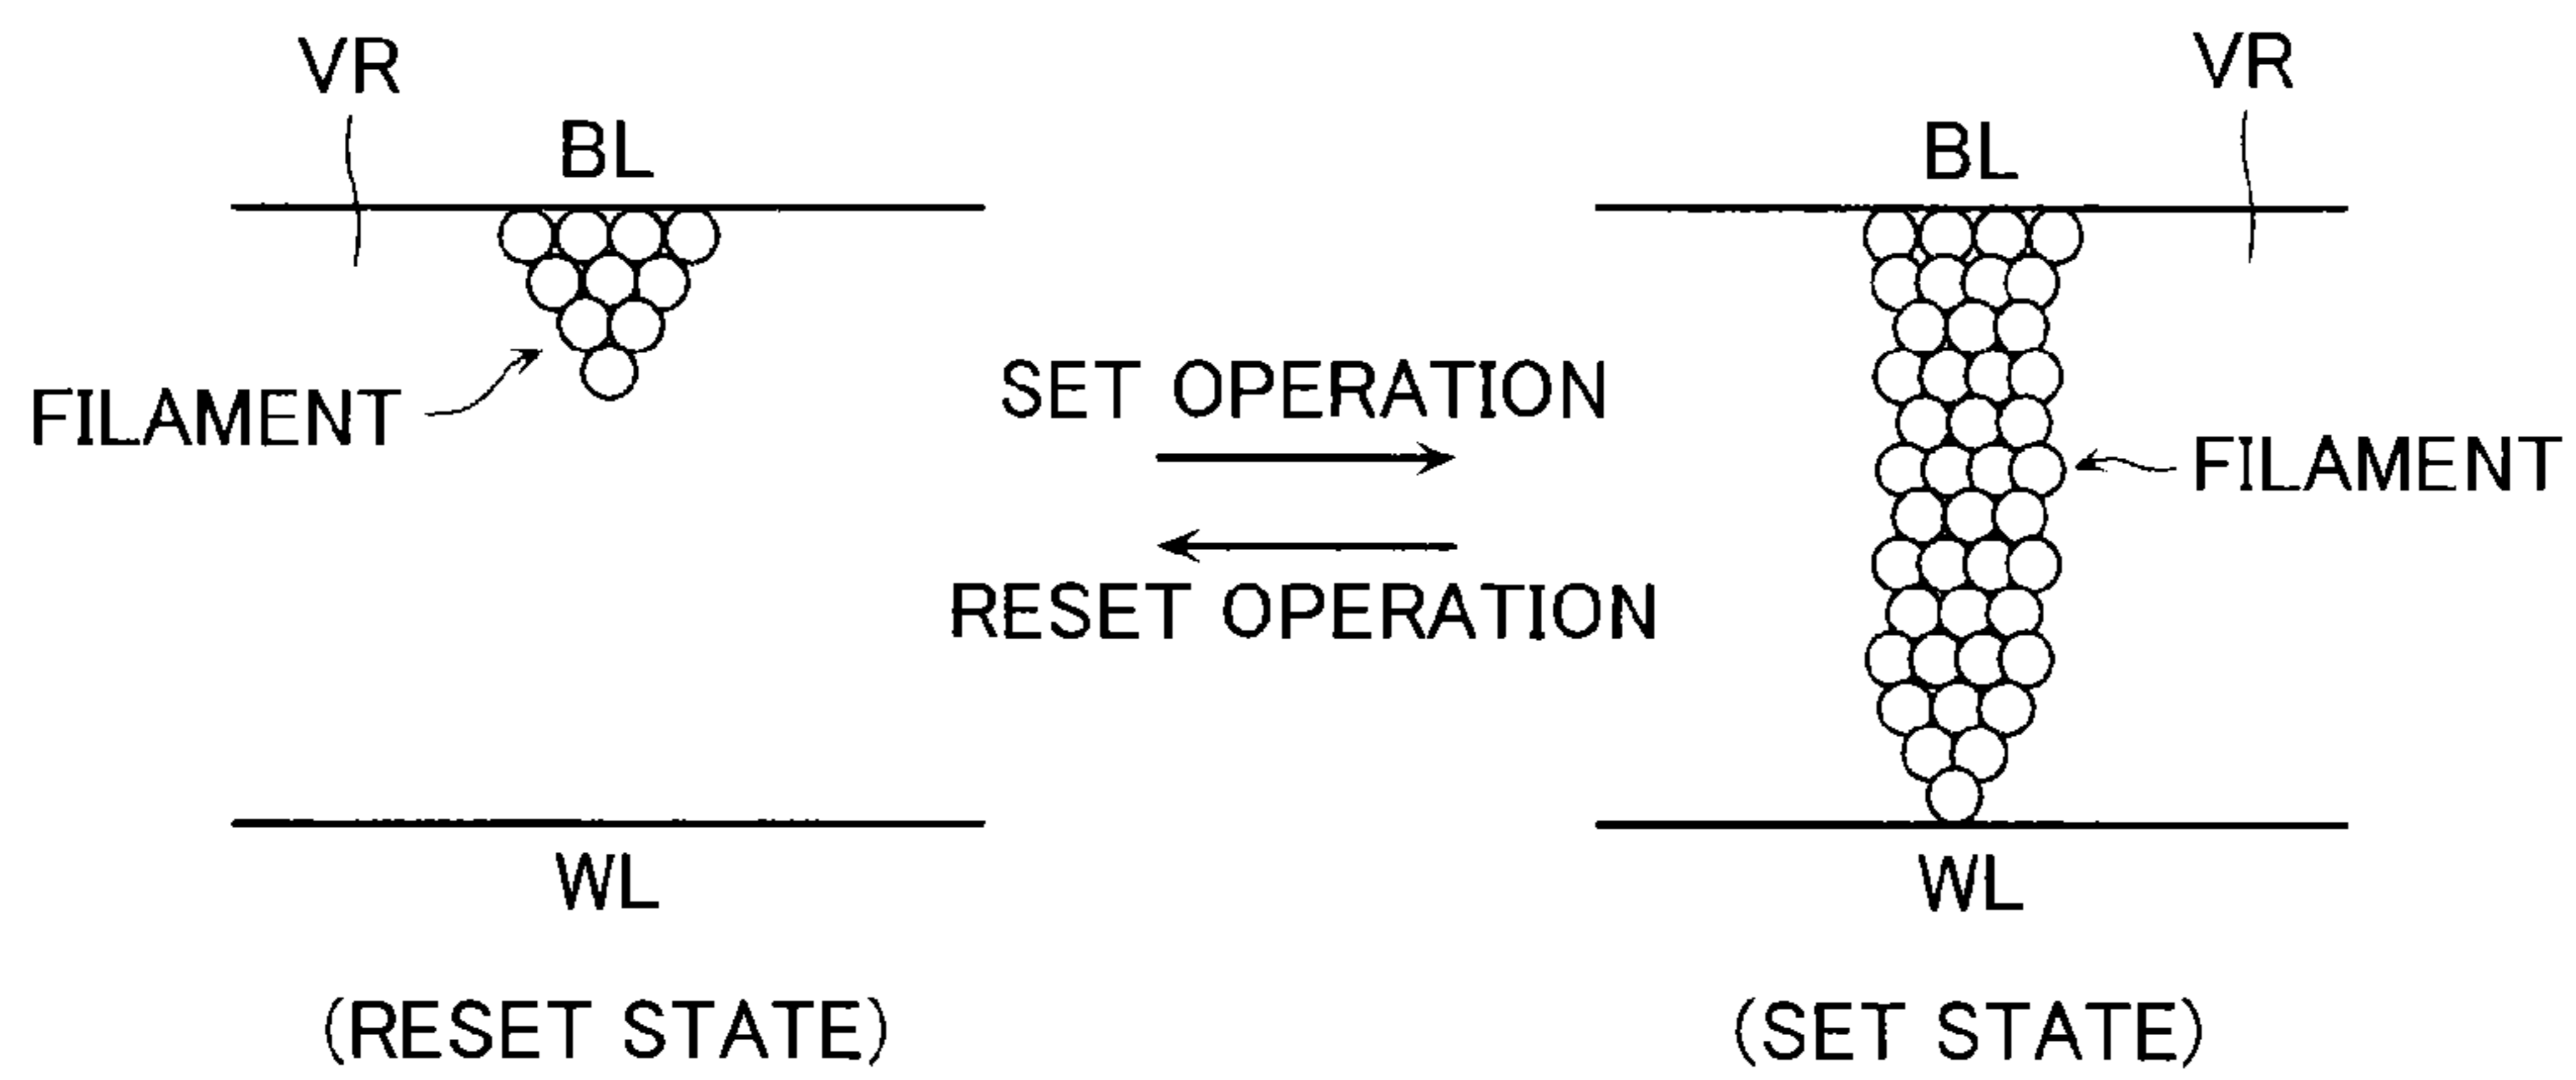 VR
BL
FILAMENT
WL
(RESET STATE)
SET OPERATION
RESET OPERATION
VR
BL
FILAMENT
WL
(SET STATE)